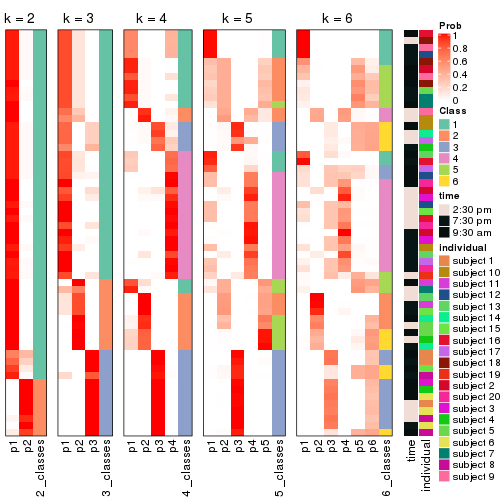 k = 2 k = 3 k = 4 k = 5 k = 6
p1 p2 2_classes p1 p2 p3 3_classes p1 p2 p3 p4 4_classes p1 p2 p3 p4 p5 5_classes p1 p2 p3 p4 p5 p6 6_classes time individual
Prob
1
0.8
0.6
0.4
0.2
0
Class
1
2
3
4
5
6
time
2:30 pm
7:30 pm
9:30 am
individual
subject 1
subject 10
subject 11
subject 12
subject 13
subject 14
subject 15
subject 16
subject 17
subject 18
subject 19
subject 2
subject 20
subject 3
subject 4
subject 5
subject 6
subject 7
subject 8
subject 9